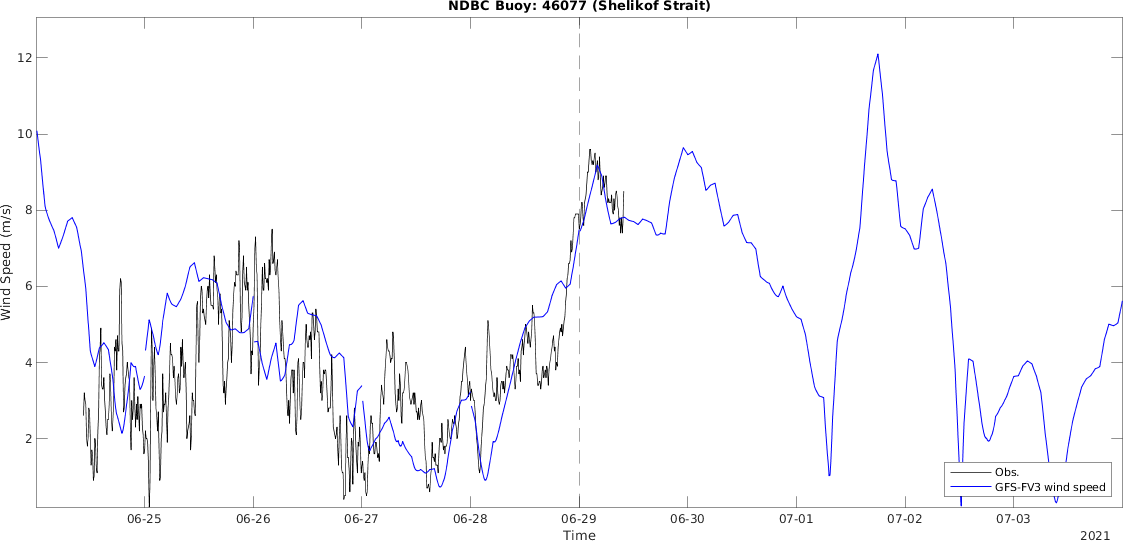 NDBC Buoy: 46077 (Shelikof Strait)
12
10
8
6
4
2
Wind Speed (m/s)
Obs.
GFS-FV3 wind speed
06-25 06-26 06-27 06-28 06-29 06-30 07-01 07-02 07-03
Time
2021